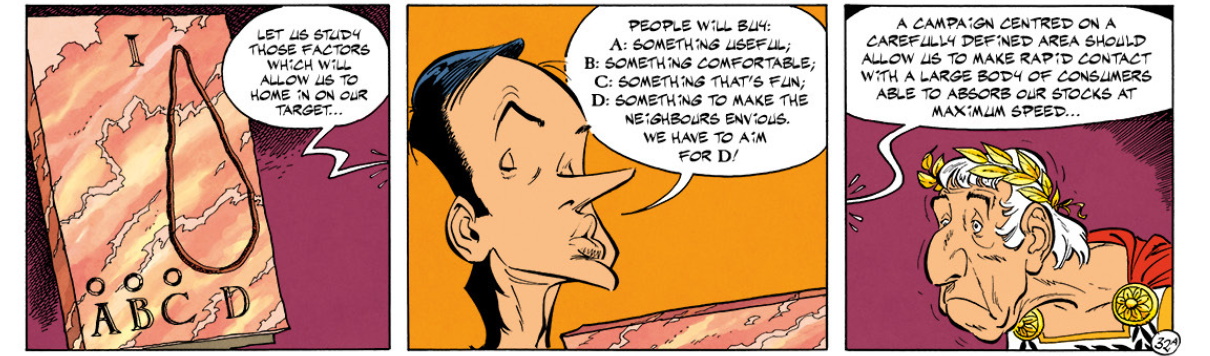 I
A B C D
LET US STUDY
THOSE FACTORS
WHICH WILL
ALLOW US TO
HOME IN ON OUR
TARGET...
PEOPLE WILL BUY:
A: SOMETHING USEFUL;
B: SOMETHING COMFORTABLE;
C: SOMETHING THAT'S FUN;
D: SOMETHING TO MAKE THE
NEIGHBOURS ENVIOUS.
WE HAVE TO AIM
FOR D!
A CAMPAIGN CENTRED ON A
CAREFULLY DEFINED AREA SHOULD
ALLOW US TO MAKE RAPID CONTACT
WITH A LARGE BODY OF CONSUMERS
ABLE TO ABSORB OUR STOCKS AT
MAXIMUM SPEED...
32A